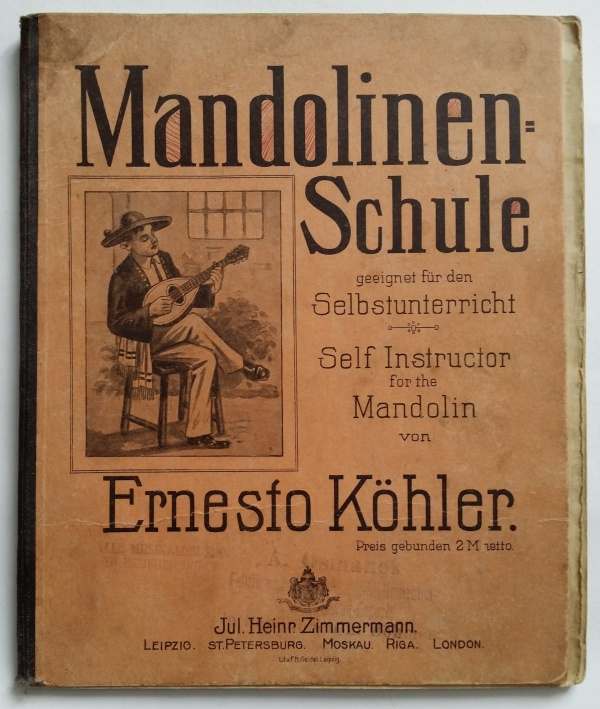 Mandolinen=
Schule
geeignet für den
Selbstunterricht
Self Instructor
for the
Mandolin
von
Ernesto Köhler.
Preis gebunden 2 M netto.
Jul. Heinr. Zimmermann.
LEIPZIG. ST. PETERSBURG. MOSKAU. RIGA. LONDON.